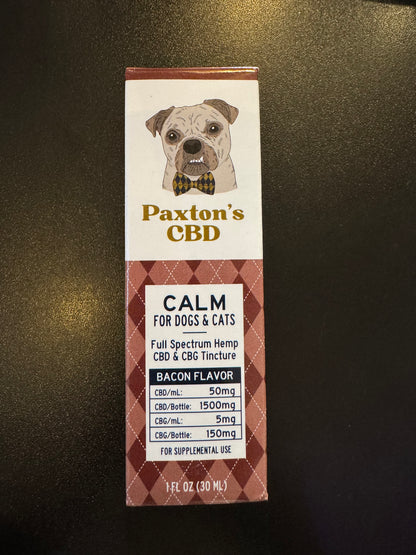 Paxton's
CBD
CALM
FOR DOGS & CATS
Full Spectrum Hemp
CBD & CBG Tincture
BACON FLAVOR
CBD/mL: 50mg
CBD/Bottle: 1500mg
CBG/mL: 5mg
CBG/Bottle: 150mg
FOR SUPPLEMENTAL USE
1 FL OZ (30 ML)